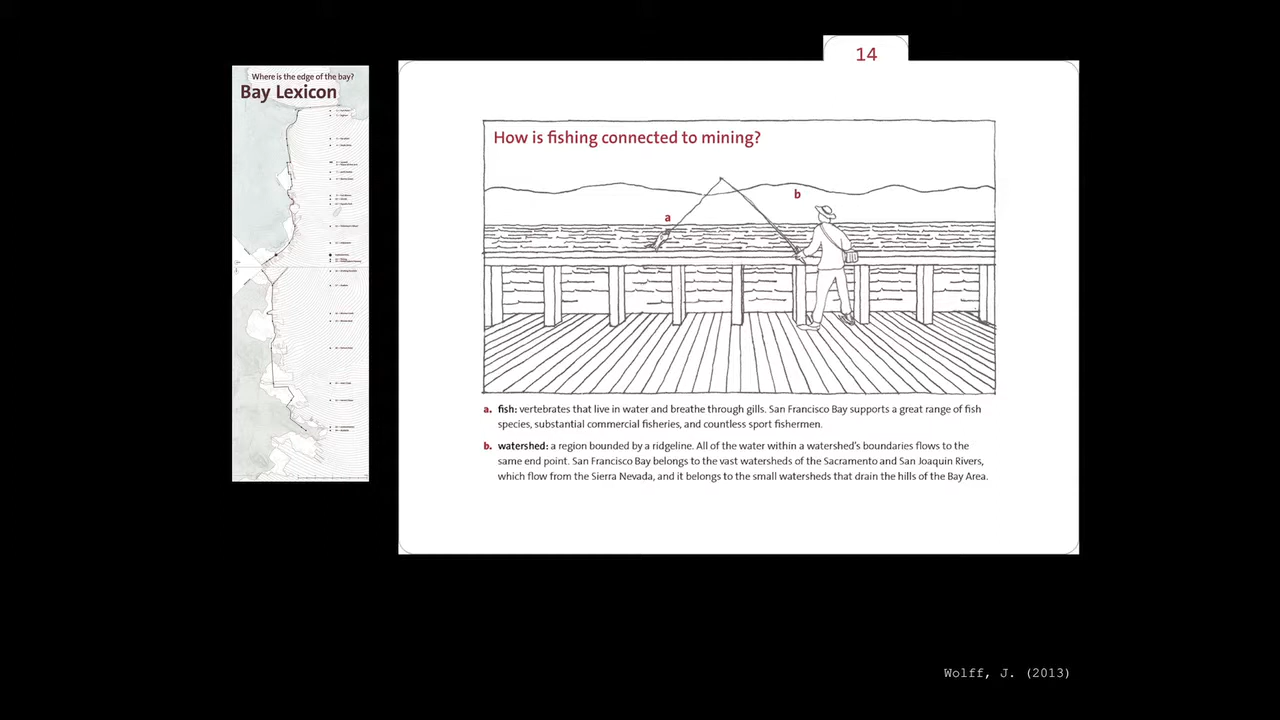 Where is the edge of the bay?
Bay Lexicon
14
How is fishing connected to mining?
a
b
a. fish: vertebrates that live in water and breathe through gills. San Francisco Bay supports a great range of fish
species, substantial commercial fisheries, and countless sport fishermen.
b. watershed: a region bounded by a ridgeline. All of the water within a watershed's boundaries flows to the
same end point. San Francisco Bay belongs to the vast watersheds of the Sacramento and San Joaquin Rivers,
which flow from the Sierra Nevada, and it belongs to the small watersheds that drain the hills of the Bay Area.
Wolff, J. (2013)